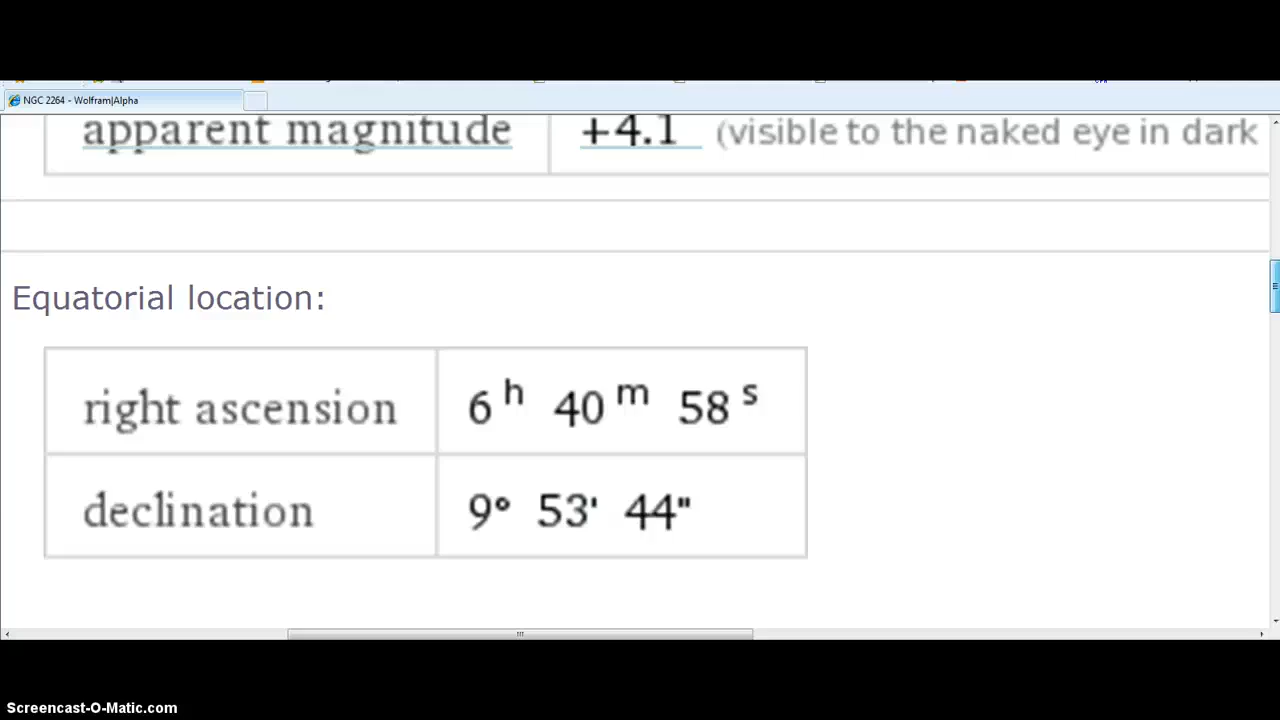 NGC 2264 - Wolfram|Alpha
apparent magnitude +4.1 (visible to the naked eye in dark
Equatorial location:
right ascension 6 h 40 m 58 s
declination 9° 53' 44"
Screencast-O-Matic.com